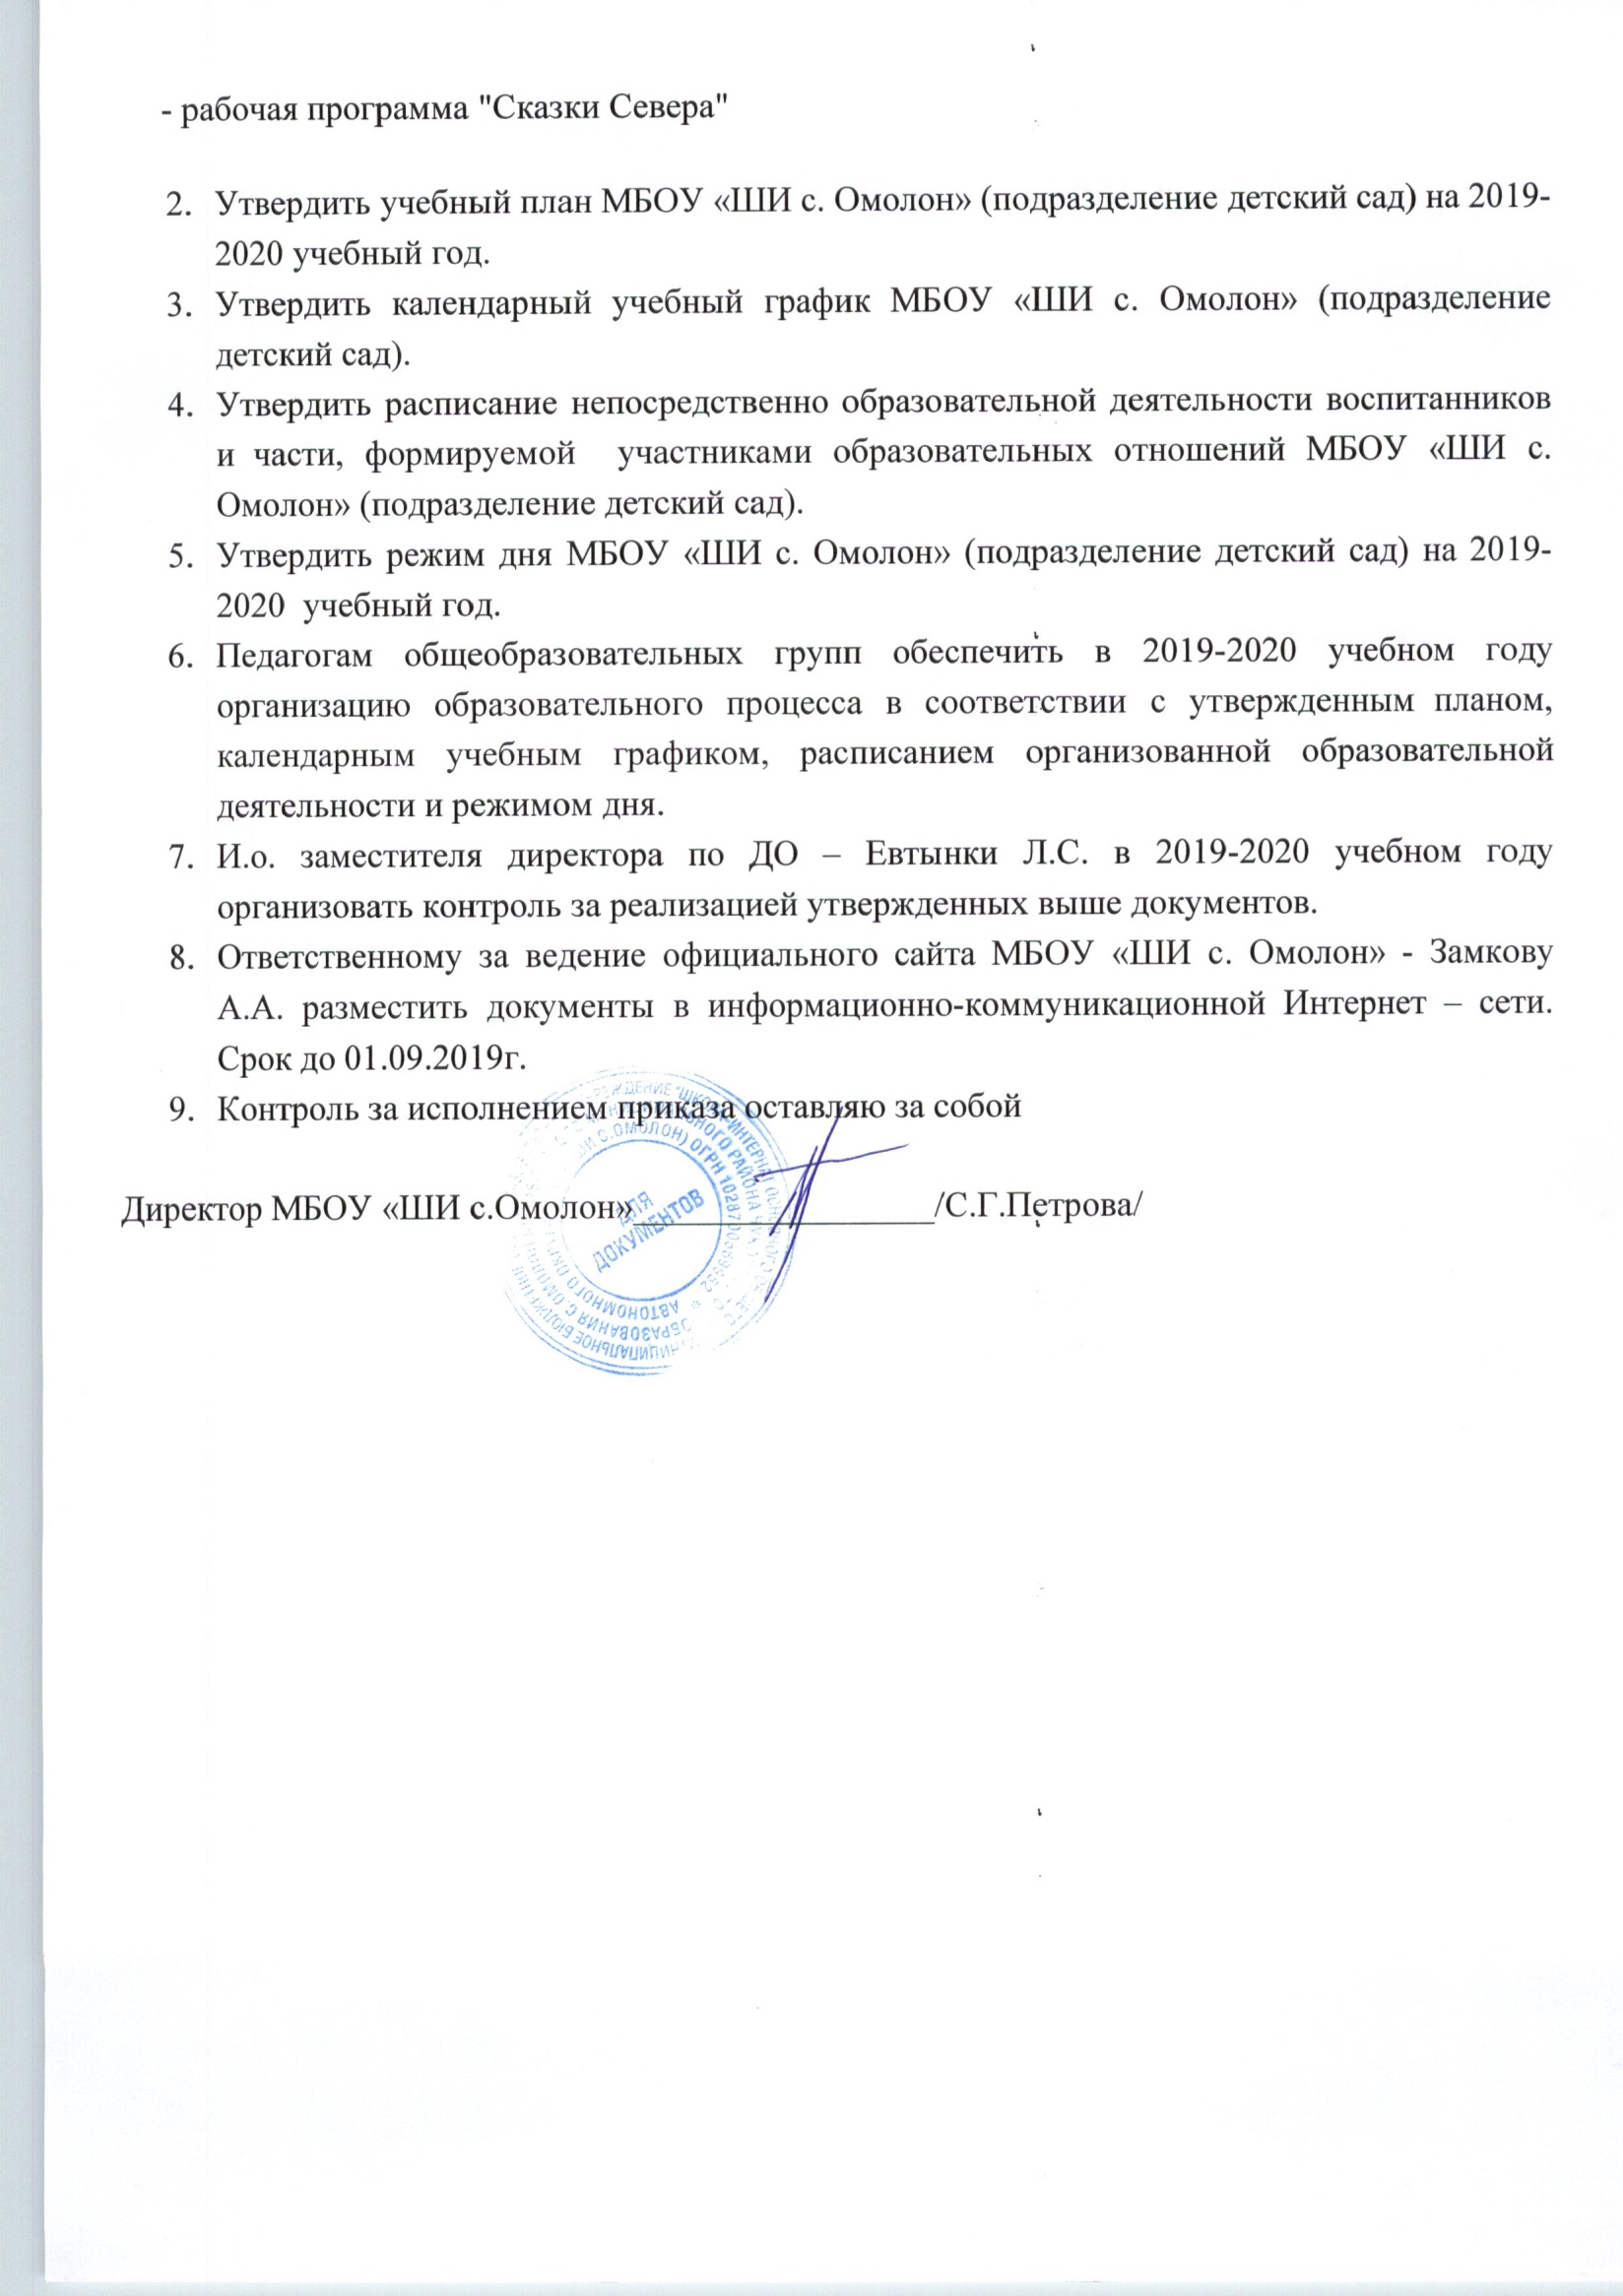 - рабочая программа "Сказки Севера"
2. Утвердить учебный план МБОУ «ШИ с. Омолон» (подразделение детский сад) на 2019-
2020 учебный год.
3. Утвердить календарный учебный график МБОУ «ШИ с. Омолон» (подразделение
детский сад).
4. Утвердить расписание непосредственно образовательной деятельности воспитанников
и части, формируемой участниками образовательных отношений МБОУ «ШИ с.
Омолон» (подразделение детский сад).
5. Утвердить режим дня МБОУ «ШИ с. Омолон» (подразделение детский сад) на 2019-
2020 учебный год.
6. Педагогам общеобразовательных групп обеспечить в 2019-2020 учебном году
организацию образовательного процесса в соответствии с утвержденным планом,
календарным учебным графиком, расписанием организованной образовательной
деятельности и режимом дня.
7. И.о. заместителя директора по ДО – Евтынки Л.С. в 2019-2020 учебном году
организовать контроль за реализацией утвержденных выше документов.
8. Ответственному за ведение официального сайта МБОУ «ШИ с. Омолон» - Замкову
А.А. разместить документы в информационно-коммуникационной Интернет – сети.
Срок до 01.09.2019г.
9. Контроль за исполнением приказа оставляю за собой
Директор МБОУ «ШИ с.Омолон»_________________/С.Г.Петрова/
ДЛЯ
ДОКУМЕНТОВ
С.ОМОЛОН) ОГРН
АВТОНОМНОГО
ОБРАЗОВАНИЯ С. ОМОЛОН